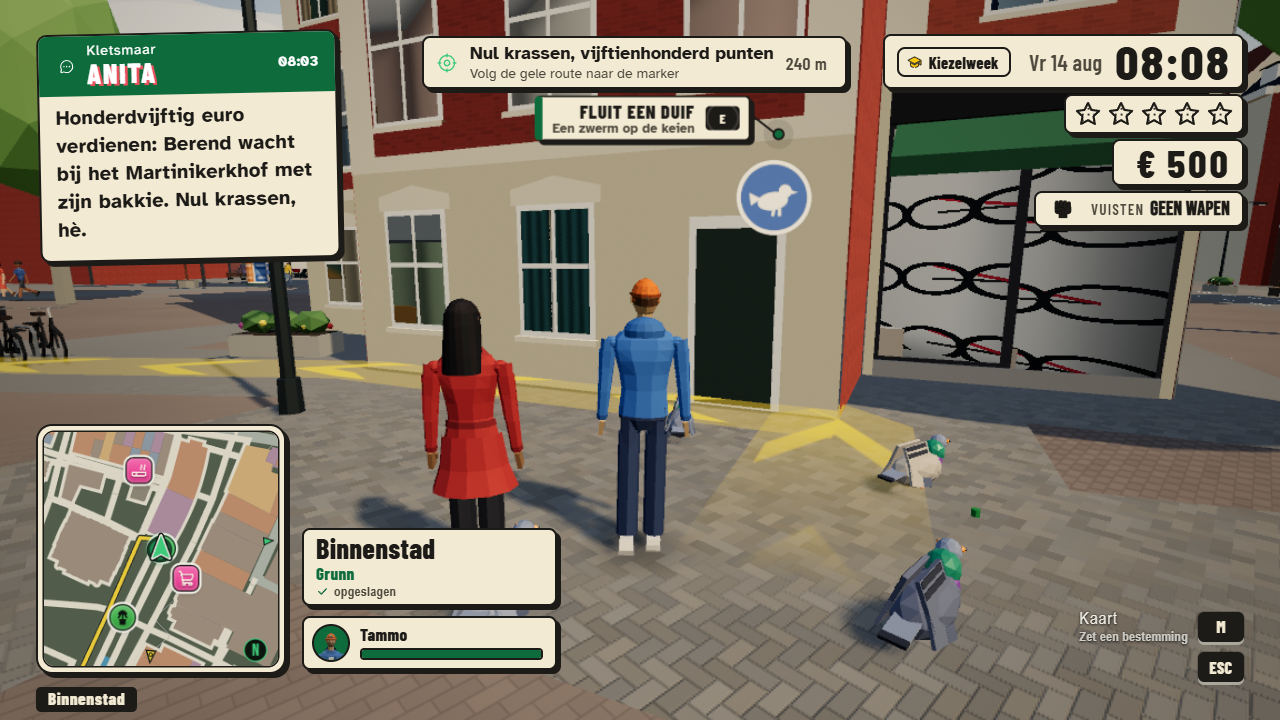 Kletsmaar
ANITA
08:03
Honderdvijftig euro
verdienen: Berend wacht
bij het Martinikerkhof met
zijn bakkie. Nul krassen,
hè.
Nul krassen, vijftienhonderd punten
Volg de gele route naar de marker
240 m
FLUIT EEN DUIF
Een zwerm op de keien
E
Kiezelweek
Vr 14 aug
08:08
€ 500
VUISTEN GEEN WAPEN
N
Binnenstad
Binnenstad
Grunn
opgeslagen
Tammo
Kaart
Zet een bestemming
M
ESC